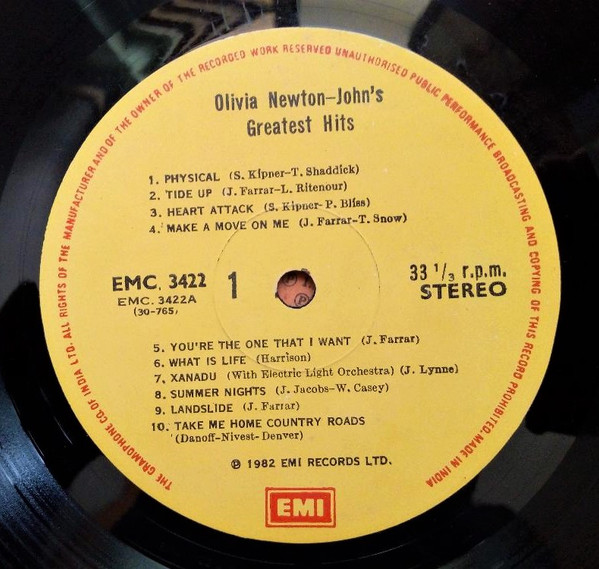 THE GRAMOPHONE CO. OF INDIA LTD. ALL RIGHTS OF THE MANUFACTURER AND OF THE OWNER OF THE RECORDED WORK RESERVED UNAUTHORISED PUBLIC PERFORMANCE BROADCASTING AND COPYING OF THIS RECORD PROHIBITED-MADE IN INDIA
Olivia Newton-John's
Greatest Hits
1. PHYSICAL (S. Kipner-T. Shaddick)
2. TIDE UP (J. Farrar-L. Ritenour)
3. HEART ATTACK (S. Kipner-P. Bliss)
4. MAKE A MOVE ON ME (J. Farrar-T. Snow)
EMC. 3422 1 33 1/3 r.p.m.
EMC. 3422A STEREO
(30-765)
5. YOU'RE THE ONE THAT I WANT (J. Farrar)
6. WHAT IS LIFE (Harrison)
7. XANADU (With Electric Light Orchestra) (J. Lynne)
8. SUMMER NIGHTS (J. Jacobs-W. Casey)
9. LANDSLIDE (J. Farrar)
10. TAKE ME HOME COUNTRY ROADS
(Danoff-Nivest-Denver)
℗ 1982 EMI RECORDS LTD.
EMI